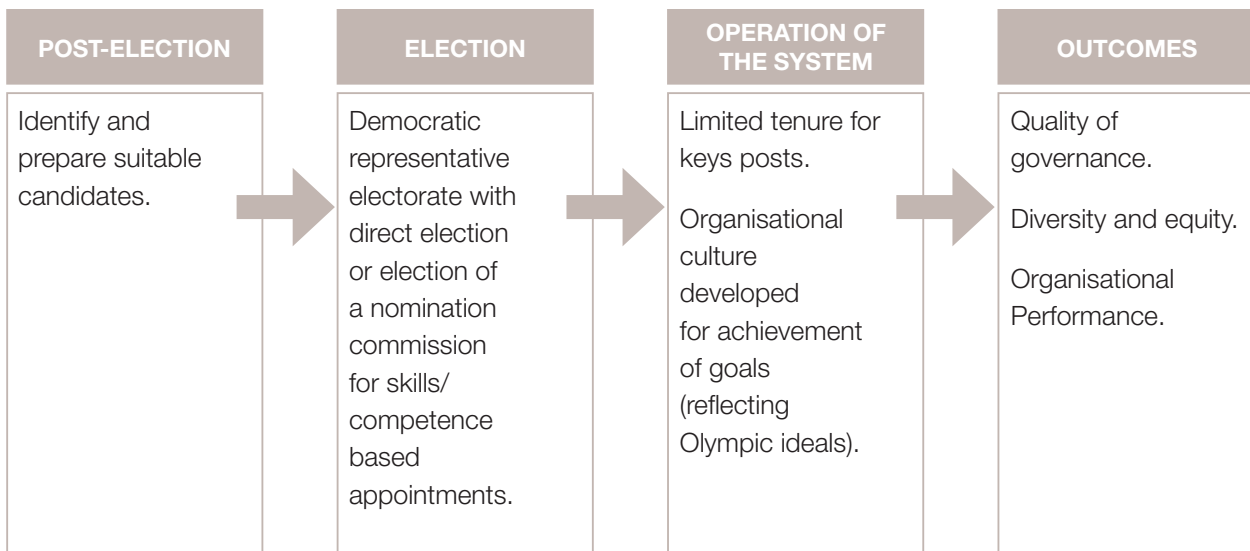 POST-ELECTION
Identify and
prepare suitable
candidates.
ELECTION
Democratic
representative
electorate with
direct election
or election of
a nomination
commission
for skills/
competence
based
appointments.
OPERATION OF
THE SYSTEM
Limited tenure for
keys posts.
Organisational
culture
developed
for achievement
of goals
(reflecting
Olympic ideals).
OUTCOMES
Quality of
governance.
Diversity and equity.
Organisational
Performance.